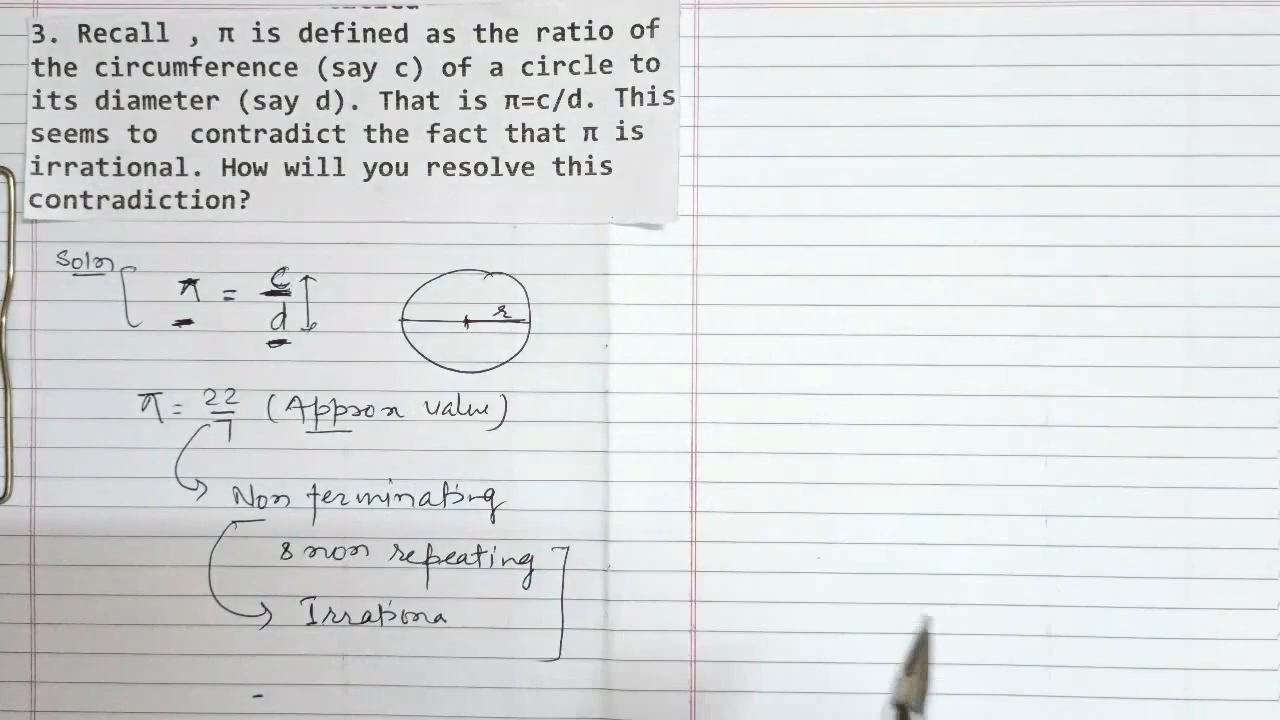 3. Recall , π is defined as the ratio of
the circumference (say c) of a circle to
its diameter (say d). That is π=c/d. This
seems to contradict the fact that π is
irrational. How will you resolve this
contradiction?
Soln
π = c/d
r
π = 22/7 (Approx value)
Non terminating
& non repeating
Irrationa